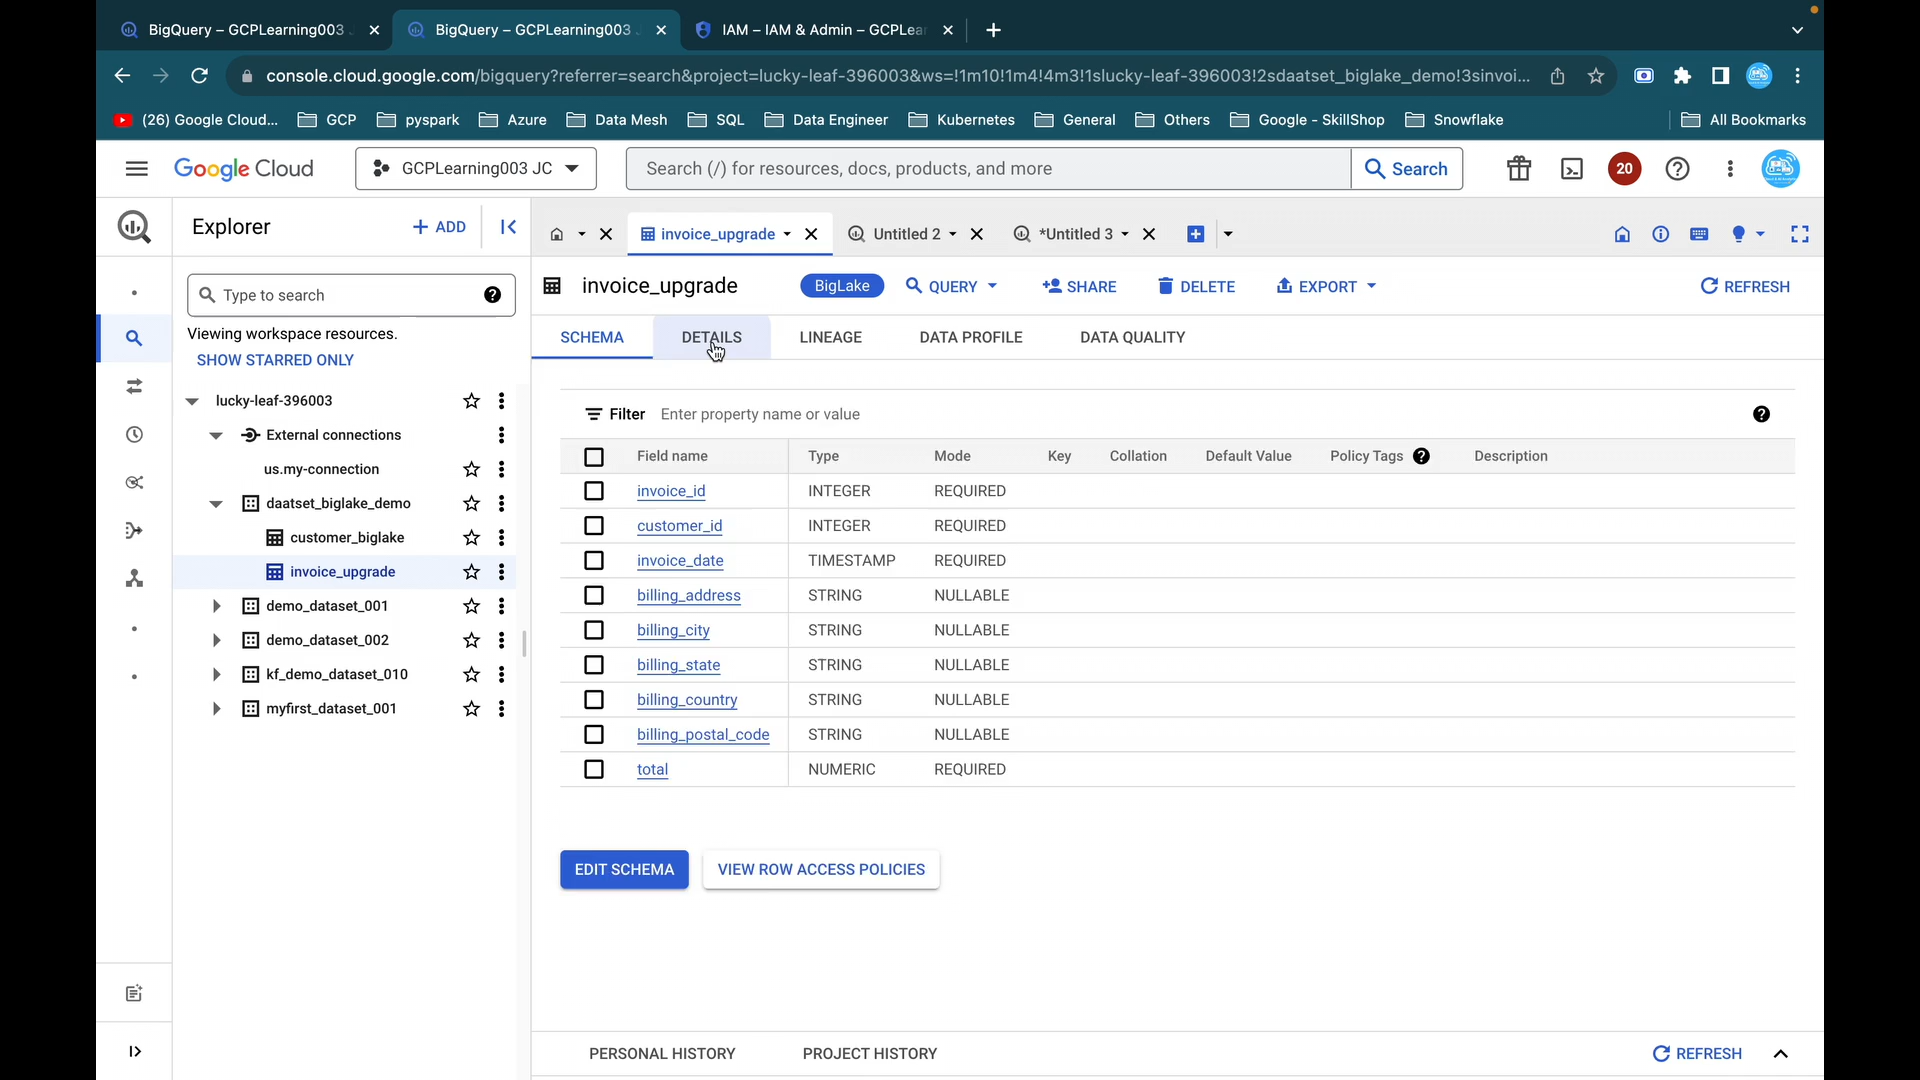 BigQuery – GCPLearning003 J
BigQuery – GCPLearning003
IAM – IAM & Admin – GCPLear
console.cloud.google.com/bigquery?referrer=search&project=lucky-leaf-396003&ws=!1m10!1m4!4m3!1slucky-leaf-396003!2sdaatset_biglake_demo!3sinvoi...
(26) Google Cloud...
GCP
pyspark
Azure
Data Mesh
SQL
Data Engineer
Kubernetes
General
Others
Google - SkillShop
Snowflake
All Bookmarks
Google Cloud
GCPLearning003 JC
Search (/) for resources, docs, products, and more
Search
20
Explorer
+ ADD
invoice_upgrade
Untitled 2
*Untitled 3
Type to search
Viewing workspace resources.
SHOW STARRED ONLY
lucky-leaf-396003
External connections
us.my-connection
daatset_biglake_demo
customer_biglake
invoice_upgrade
demo_dataset_001
demo_dataset_002
kf_demo_dataset_010
myfirst_dataset_001
invoice_upgrade
BigLake
QUERY
SHARE
DELETE
EXPORT
REFRESH
SCHEMA
DETAILS
LINEAGE
DATA PROFILE
DATA QUALITY
Filter Enter property name or value
Field name Type Mode Key Collation Default Value Policy Tags Description
invoice_id INTEGER REQUIRED
customer_id INTEGER REQUIRED
invoice_date TIMESTAMP REQUIRED
billing_address STRING NULLABLE
billing_city STRING NULLABLE
billing_state STRING NULLABLE
billing_country STRING NULLABLE
billing_postal_code STRING NULLABLE
total NUMERIC REQUIRED
EDIT SCHEMA
VIEW ROW ACCESS POLICIES
PERSONAL HISTORY
PROJECT HISTORY
REFRESH